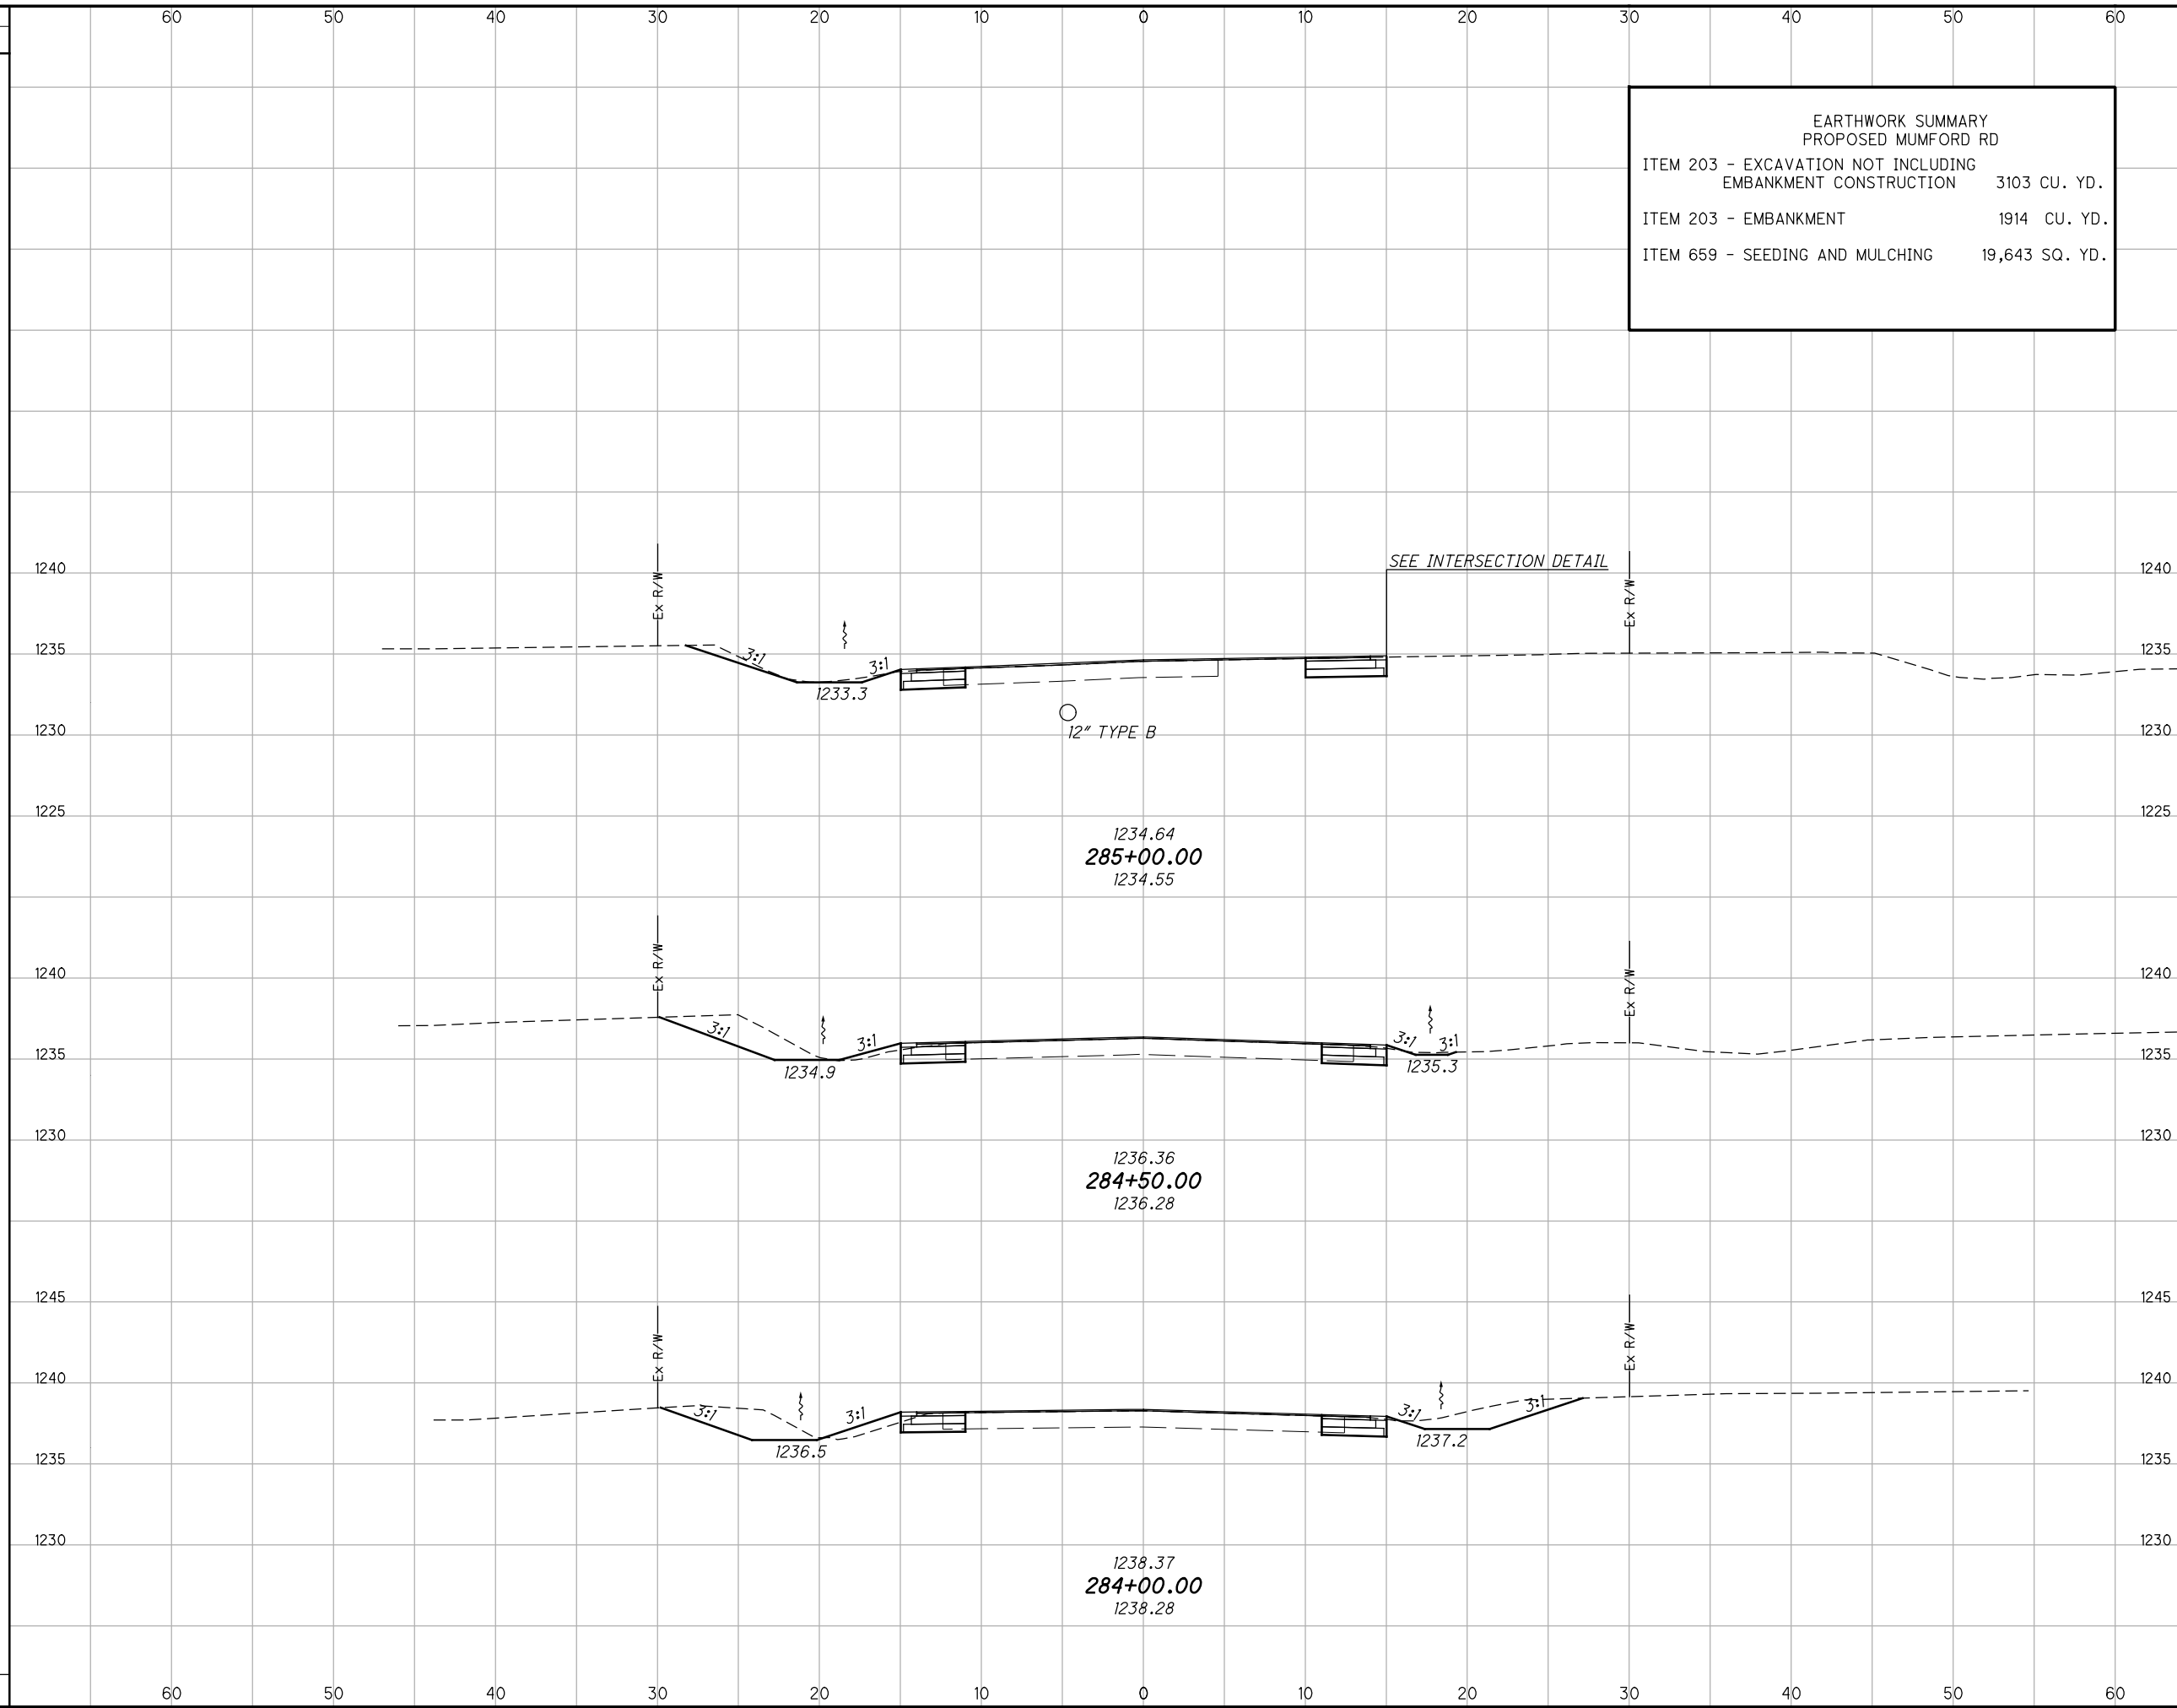 60 50 40 30 20 10 0 10 20 30 40 50 60
EARTHWORK SUMMARY
PROPOSED MUMFORD RD
ITEM 203 - EXCAVATION NOT INCLUDING
EMBANKMENT CONSTRUCTION 3103 CU. YD.
ITEM 203 - EMBANKMENT 1914 CU. YD.
ITEM 659 - SEEDING AND MULCHING 19,643 SQ. YD.
SEE INTERSECTION DETAIL
1240 1240
Ex R/W Ex R/W
1235 3:1 3:1 1235
1233.3
1230 12" TYPE B 1230
1225 1225
1234.64
285+00.00
1234.55
Ex R/W Ex R/W
1240 1240
3:1 3:1 3:1 3:1
1235 1235
1234.9 1235.3
1230 1230
1236.36
284+50.00
1236.28
1245 1245
Ex R/W Ex R/W
1240 1240
3:1 3:1 3:1 3:1
1236.5 1237.2
1235 1235
1230 1230
1238.37
284+00.00
1238.28
60 50 40 30 20 10 0 10 20 30 40 50 60